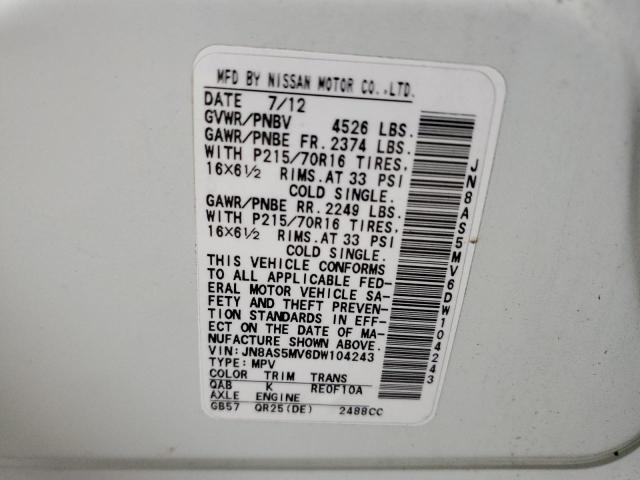 MFD BY NISSAN MOTOR CO.,LTD.
DATE 7/12
GVWR/PNBV 4526 LBS.
GAWR/PNBE FR. 2374 LBS.
WITH P215/70R16 TIRES,
16×6½ RIMS.AT 33 PSI
COLD SINGLE.
GAWR/PNBE RR. 2249 LBS.
WITH P215/70R16 TIRES,
16×6½ RIMS.AT 33 PSI
COLD SINGLE.
THIS VEHICLE CONFORMS
TO ALL APPLICABLE FED-
ERAL MOTOR VEHICLE SA-
FETY AND THEFT PREVEN-
TION STANDARDS IN EFF-
ECT ON THE DATE OF MA-
NUFACTURE SHOWN ABOVE.
VIN: JN8AS5MV6DW104243
TYPE: MPV
COLOR TRIM TRANS
QAB K RE0F10A
AXLE ENGINE
GB57 QR25(DE) 2488CC
JN8AS5MV6DW104243